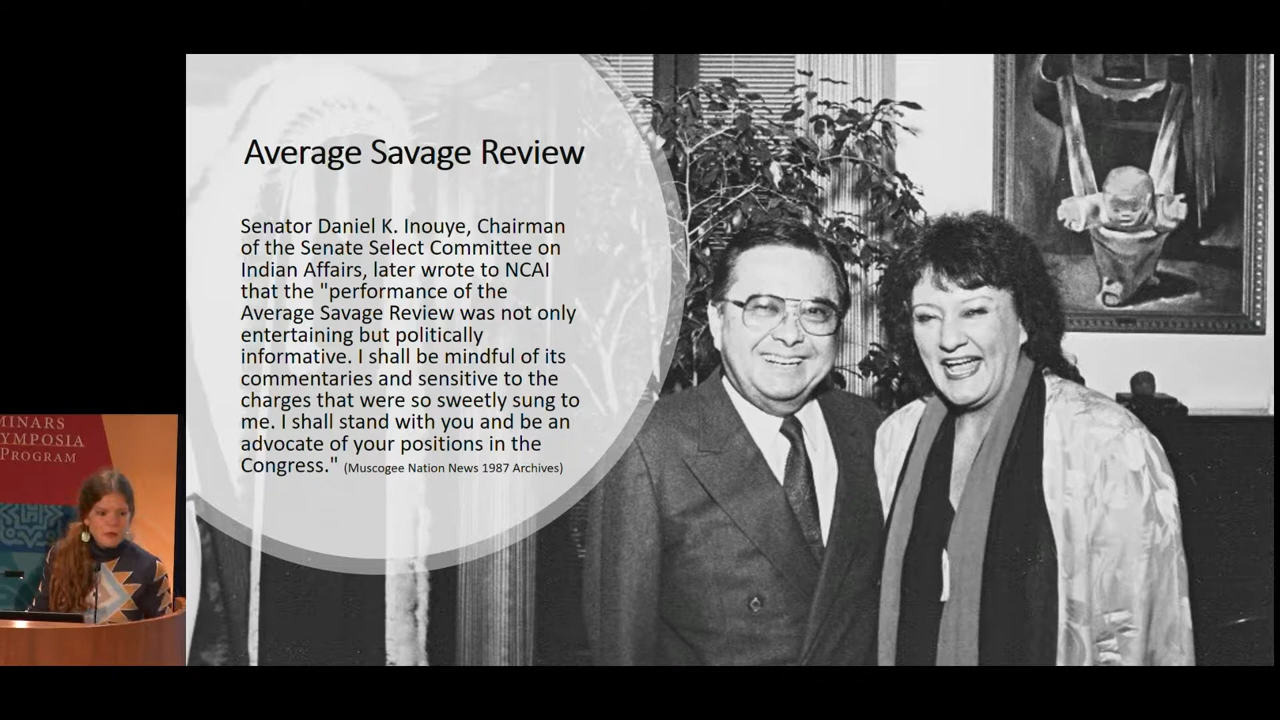 Average Savage Review
Senator Daniel K. Inouye, Chairman
of the Senate Select Committee on
Indian Affairs, later wrote to NCAI
that the "performance of the
Average Savage Review was not only
entertaining but politically
informative. I shall be mindful of its
commentaries and sensitive to the
charges that were so sweetly sung to
me. I shall stand with you and be an
advocate of your positions in the
Congress." (Muscogee Nation News 1987 Archives)
MINARS
YMPOSIA
PROGRAM